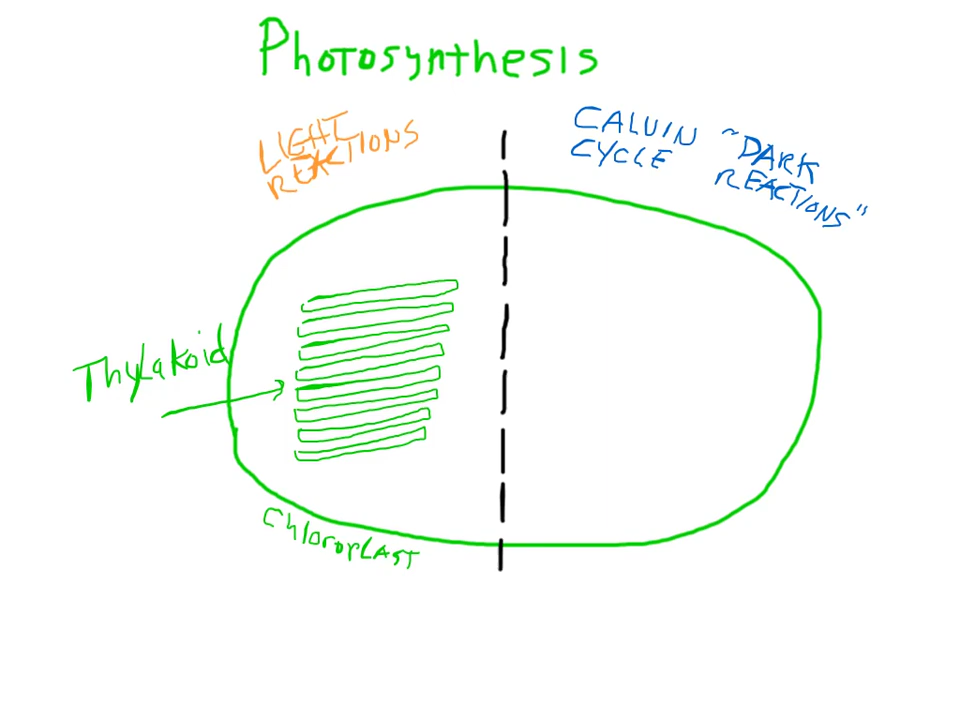 Photosynthesis
LIGHT
REACTIONS
CALVIN
CYCLE
"DARK
REACTIONS"
Thylakoid
Chloroplast